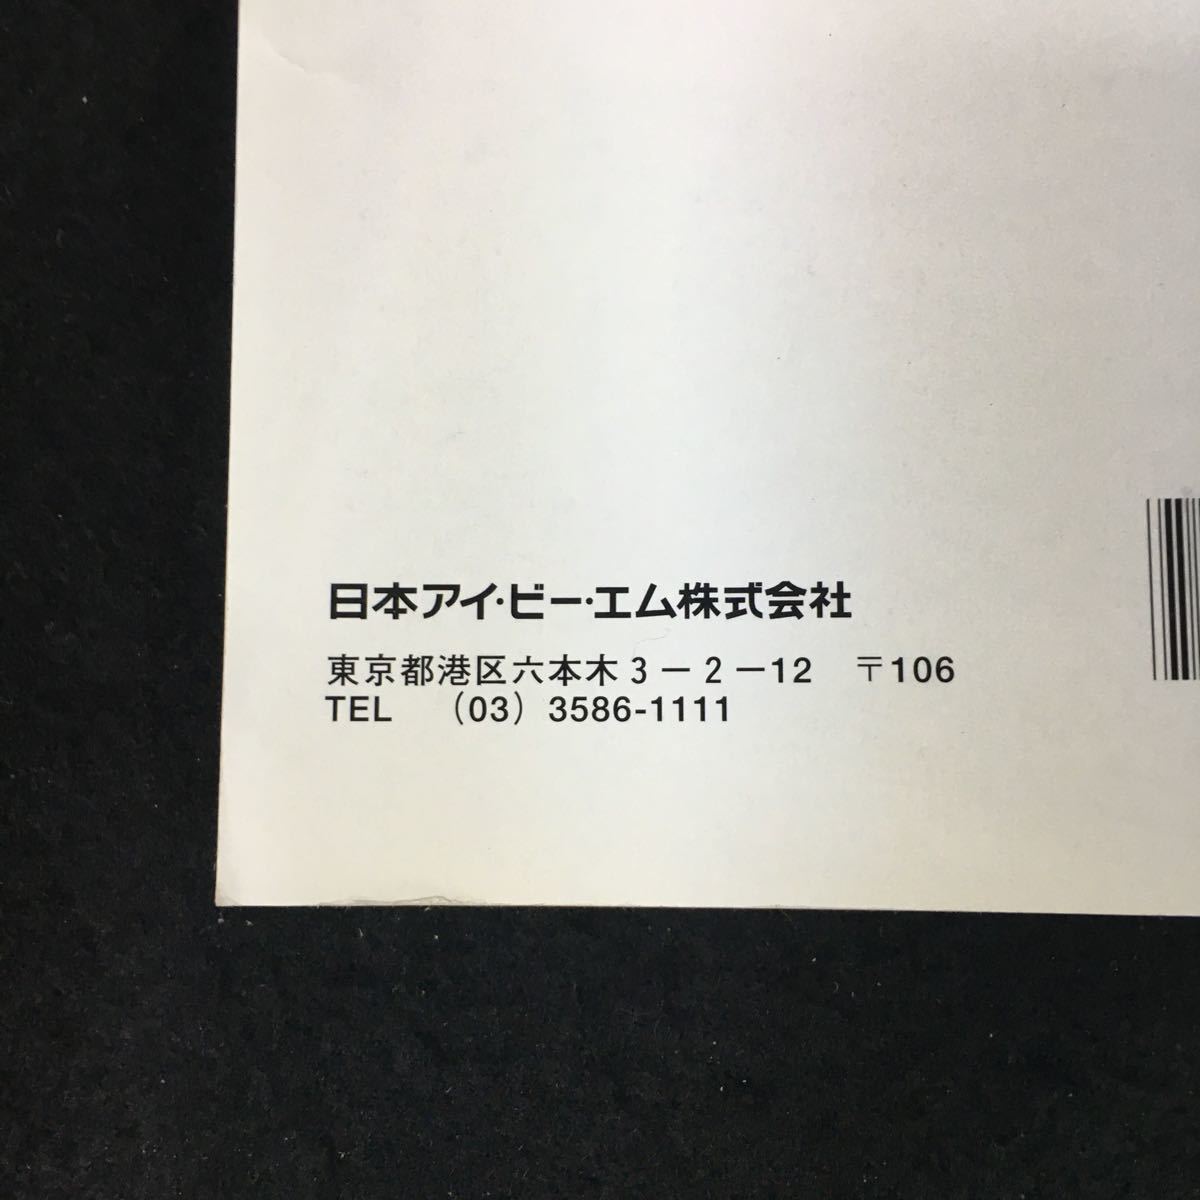 日本アイ・ビー・エム株式会社
東京都港区六本木3－2－12　〒106
TEL　（03）3586-1111